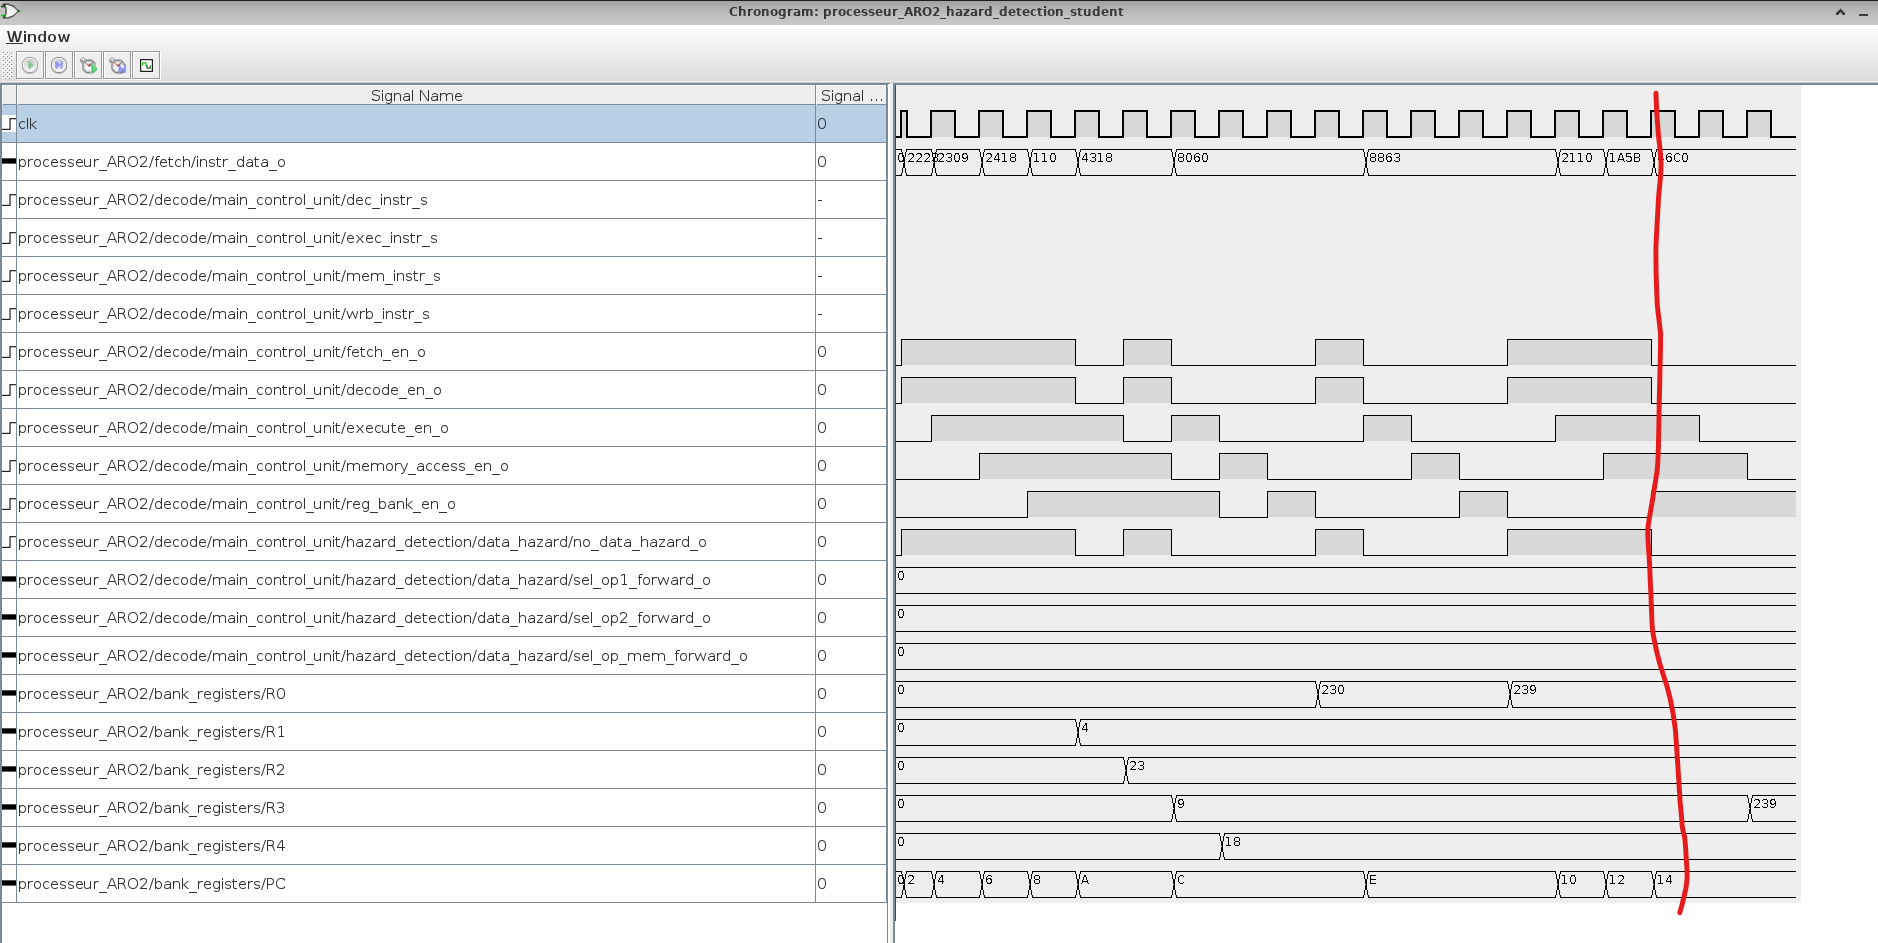 Chronogram: processeur_ARO2_hazard_detection_student
Window
Signal Name Signal ...
clk 0
processeur_ARO2/fetch/instr_data_o 0 2309 2418 110 4318 8060 8863 2110 1A5B
processeur_ARO2/decode/main_control_unit/dec_instr_s -
processeur_ARO2/decode/main_control_unit/exec_instr_s -
processeur_ARO2/decode/main_control_unit/mem_instr_s -
processeur_ARO2/decode/main_control_unit/wrb_instr_s -
processeur_ARO2/decode/main_control_unit/fetch_en_o 0
processeur_ARO2/decode/main_control_unit/decode_en_o 0
processeur_ARO2/decode/main_control_unit/execute_en_o 0
processeur_ARO2/decode/main_control_unit/memory_access_en_o 0
processeur_ARO2/decode/main_control_unit/reg_bank_en_o 0
processeur_ARO2/decode/main_control_unit/hazard_detection/data_hazard/no_data_hazard_o 0
processeur_ARO2/decode/main_control_unit/hazard_detection/data_hazard/sel_op1_forward_o 0 0
processeur_ARO2/decode/main_control_unit/hazard_detection/data_hazard/sel_op2_forward_o 0 0
processeur_ARO2/decode/main_control_unit/hazard_detection/data_hazard/sel_op_mem_forward_o 0 0
processeur_ARO2/bank_registers/R0 0 0 230 239
processeur_ARO2/bank_registers/R1 0 0 4
processeur_ARO2/bank_registers/R2 0 0 23
processeur_ARO2/bank_registers/R3 0 0 9 239
processeur_ARO2/bank_registers/R4 0 0 18
processeur_ARO2/bank_registers/PC 0 0 2 4 6 8 A C E 10 12 14